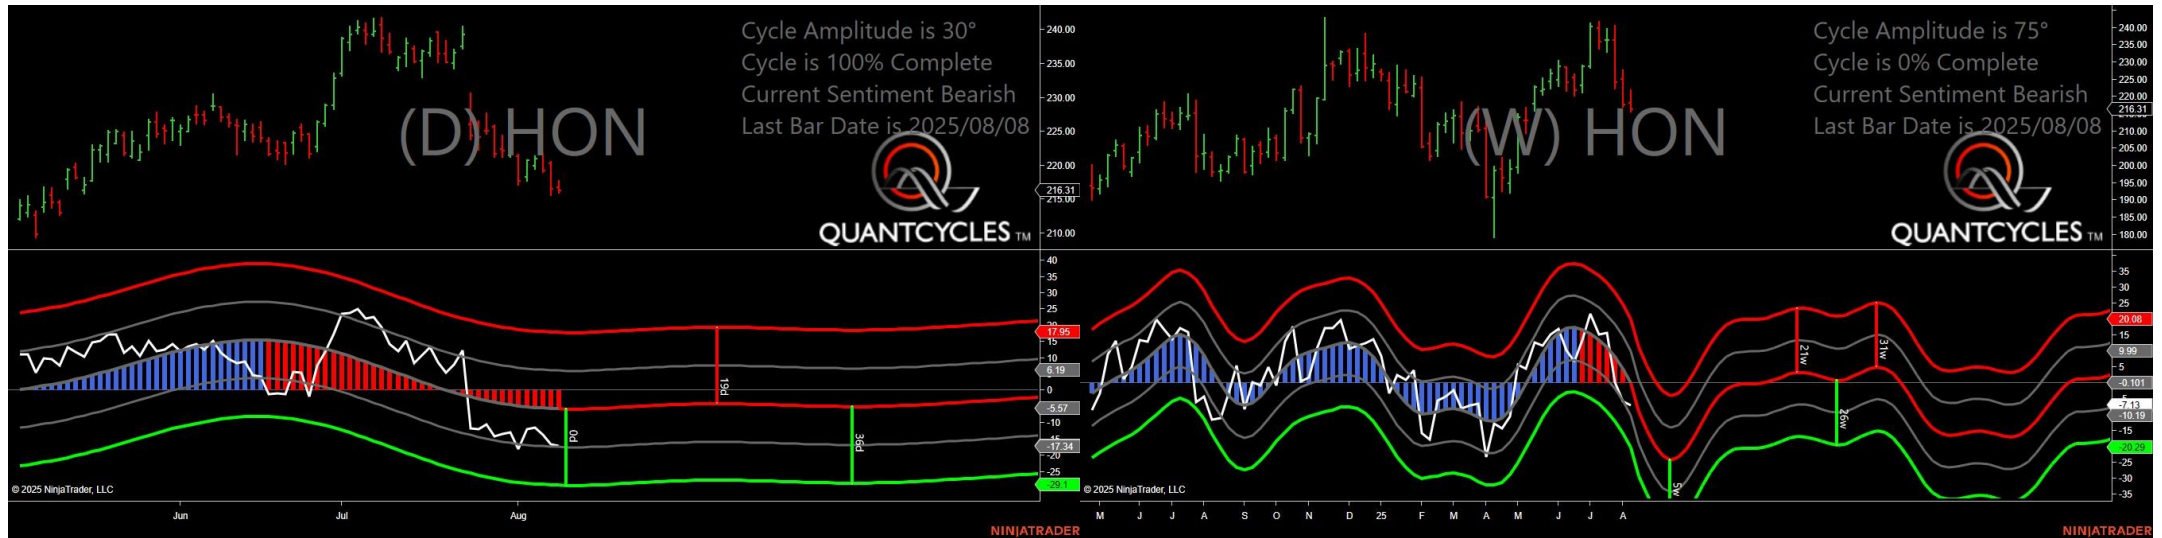 Cycle Amplitude is 30°
Cycle is 100% Complete
Current Sentiment Bearish
Last Bar Date is 2025/08/08
(D) HON
QUANTCYCLES TM
240.00
235.00
230.00
225.00
220.00
216.31
215.00
210.00
40
35
30
25
17.95
15
10
6.19
0
-5.57
-10
-15
-17.34
-20
-25
-29.1
19d
0d
36d
© 2025 NinjaTrader, LLC
Jun Jul Aug
NINJATRADER
Cycle Amplitude is 75°
Cycle is 0% Complete
Current Sentiment Bearish
Last Bar Date is 2025/08/08
(W) HON
QUANTCYCLES TM
240.00
235.00
230.00
225.00
220.00
216.31
210.00
205.00
200.00
195.00
190.00
185.00
180.00
35
30
25
20.08
15
9.99
5
-0.101
-7.13
-10.19
-15
-20.29
-25
-30
-35
21w
31w
26w
5w
© 2025 NinjaTrader, LLC
M J J A S O N D 25 F M A M J J A
NINJATRADER